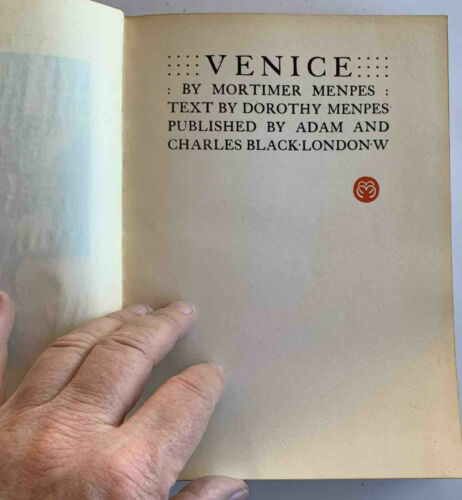 VENICE
: BY MORTIMER MENPES :
TEXT BY DOROTHY MENPES
PUBLISHED BY ADAM AND
CHARLES BLACK·LONDON·W